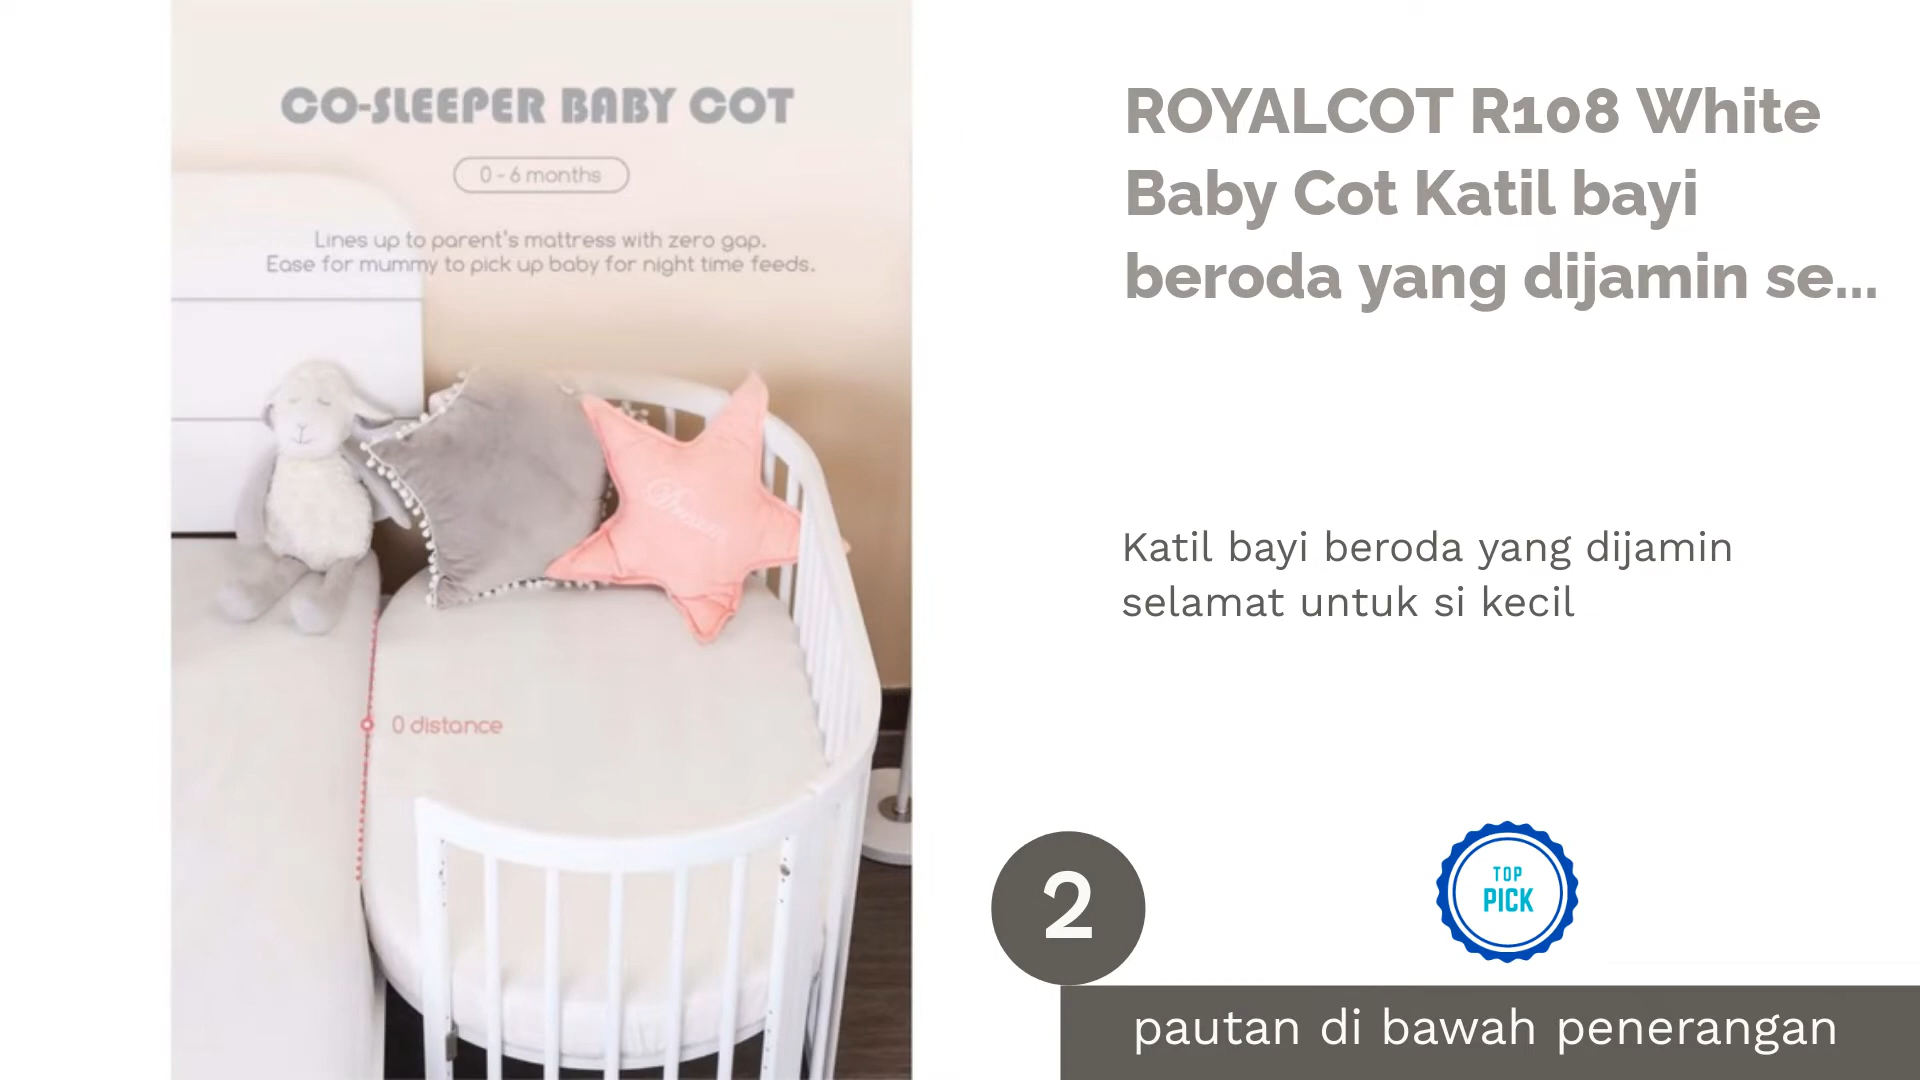 CO-SLEEPER BABY COT
0 - 6 months
Lines up to parent's mattress with zero gap.
Ease for mummy to pick up baby for night time feeds.
Dream
0 distance
ROYALCOT R108 White
Baby Cot Katil bayi
beroda yang dijamin se...
Katil bayi beroda yang dijamin
selamat untuk si kecil
2
TOP
PICK
pautan di bawah penerangan